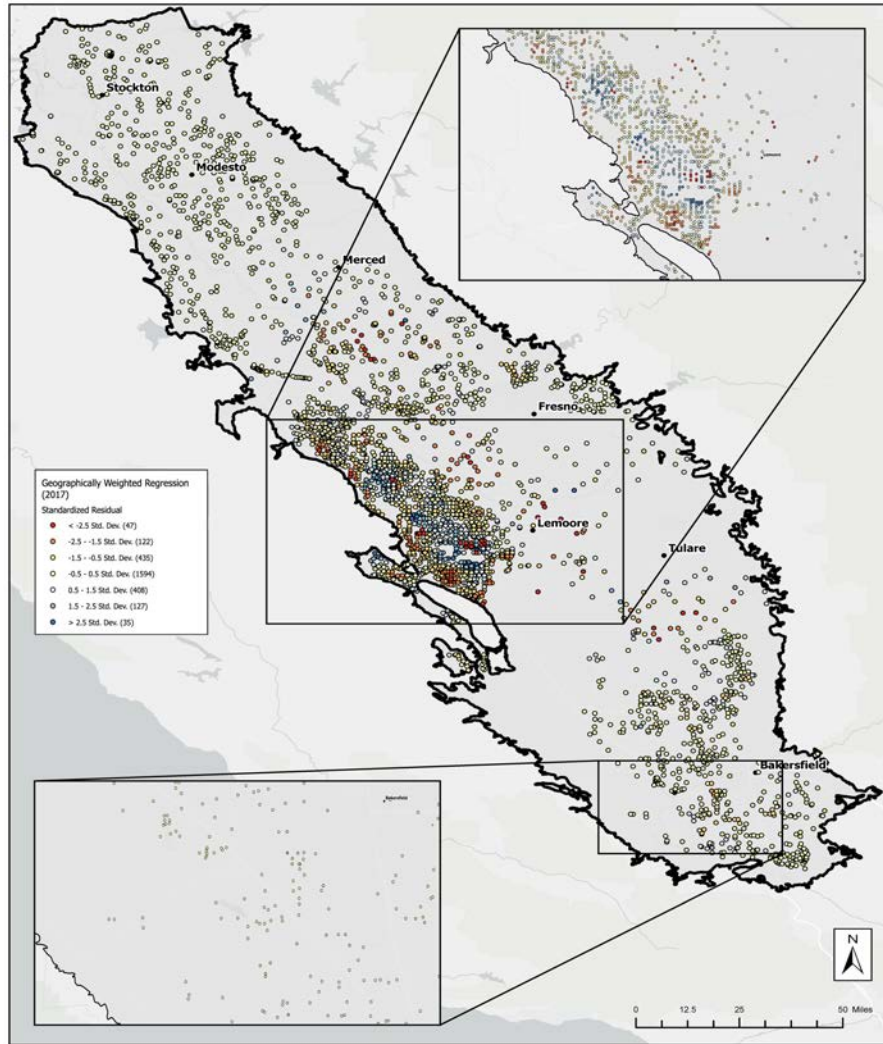 Stockton
Modesto
Merced
Fresno
Lemoore
Tulare
Bakersfield
Lemoore
Geographically Weighted Regression
(2017)
Standardized Residual
< -2.5 Std. Dev. (47)
-2.5 - -1.5 Std. Dev. (122)
-1.5 - -0.5 Std. Dev. (435)
-0.5 - 0.5 Std. Dev. (1594)
0.5 - 1.5 Std. Dev. (408)
1.5 - 2.5 Std. Dev. (127)
> 2.5 Std. Dev. (35)
Bakersfield
N
0 12.5 25 50 Miles